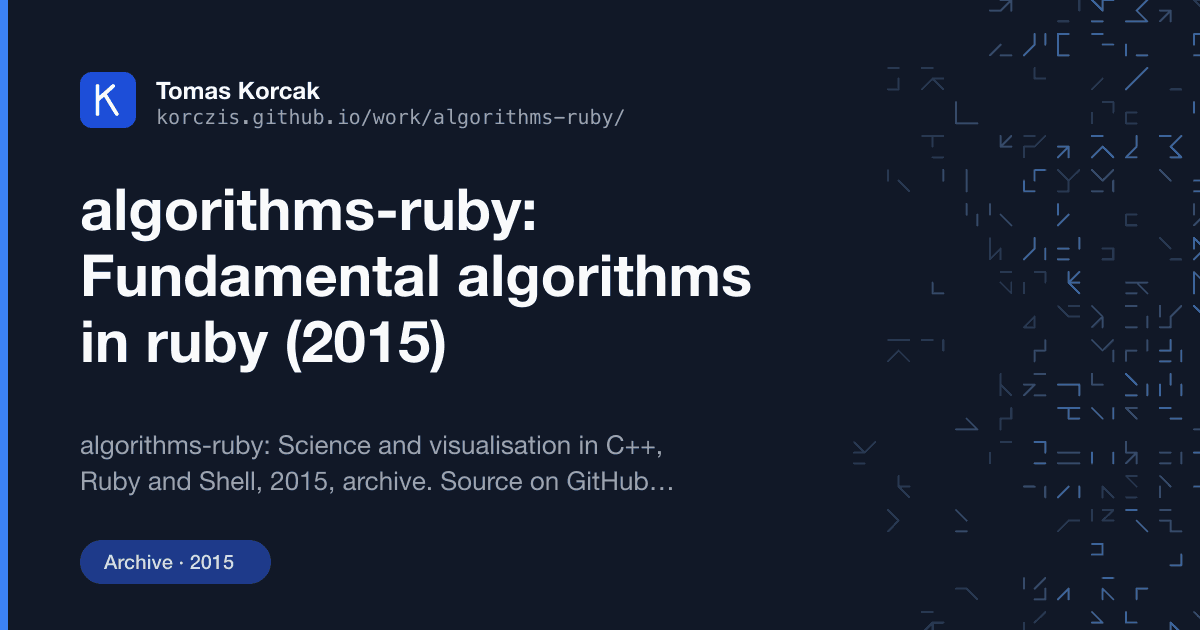 K
Tomas Korcak
korczis.github.io/work/algorithms-ruby/
algorithms-ruby:
Fundamental algorithms
in ruby (2015)
algorithms-ruby: Science and visualisation in C++,
Ruby and Shell, 2015, archive. Source on GitHub…
Archive · 2015